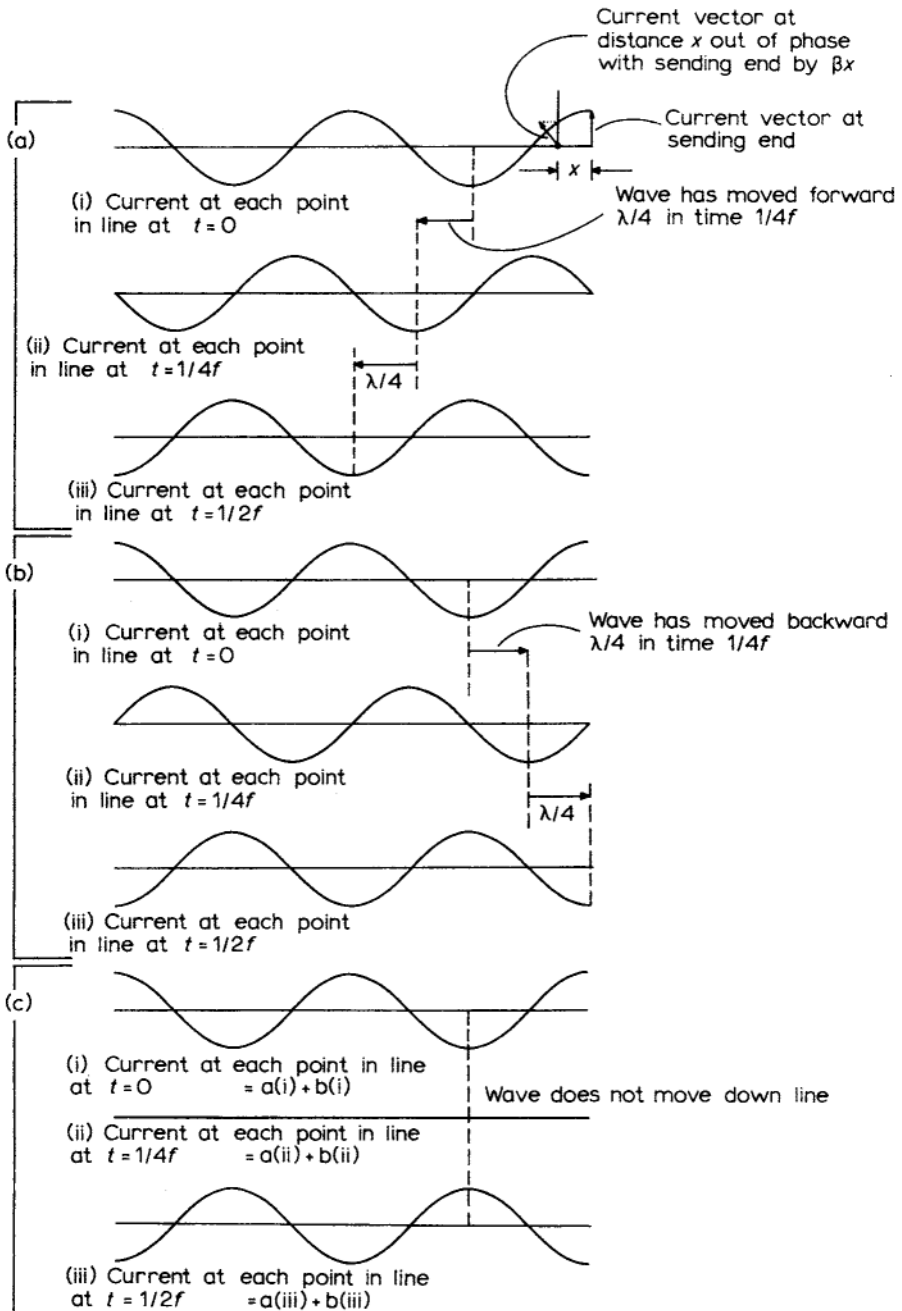 Current vector at
distance x out of phase
with sending end by βx
(a)
Current vector at
sending end
x
(i) Current at each point
in line at t=0
Wave has moved forward
λ/4 in time 1/4f
(ii) Current at each point
in line at t=1/4f
λ/4
(iii) Current at each point
in line at t=1/2f
(b)
(i) Current at each point
in line at t=0
Wave has moved backward
λ/4 in time 1/4f
(ii) Current at each point
in line at t=1/4f
λ/4
(iii) Current at each point
in line at t=1/2f
(c)
(i) Current at each point in line
at t=0 =a(i)+b(i)
Wave does not move down line
(ii) Current at each point in line
at t=1/4f =a(ii)+b(ii)
(iii) Current at each point in line
at t=1/2f =a(iii)+b(iii)